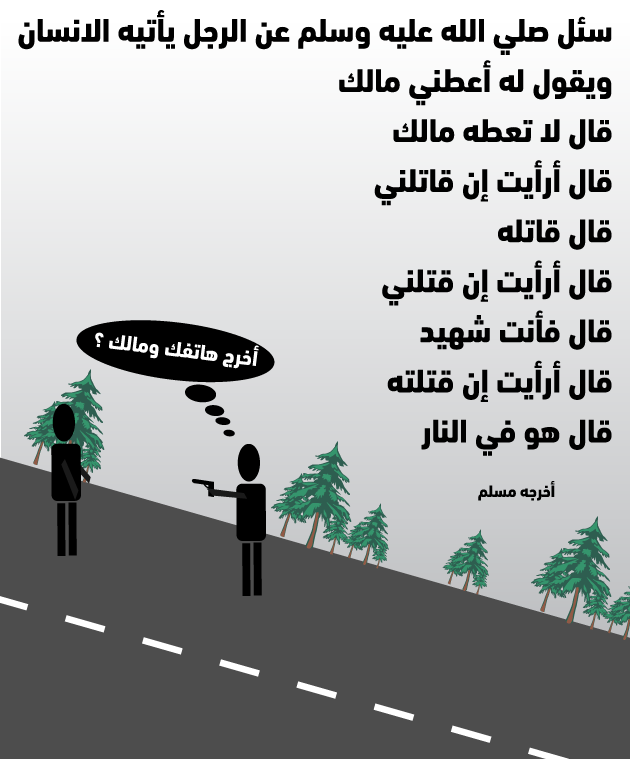 سئل صلي الله عليه وسلم عن الرجل يأتيه الانسان
ويقول له أعطني مالك
قال لا تعطه مالك
قال أرأيت إن قاتلني
قال قاتله
قال أرأيت إن قتلني
قال فأنت شهيد
قال أرأيت إن قتلته
قال هو في النار
أخرجه مسلم
أخرج هاتفك ومالك ؟